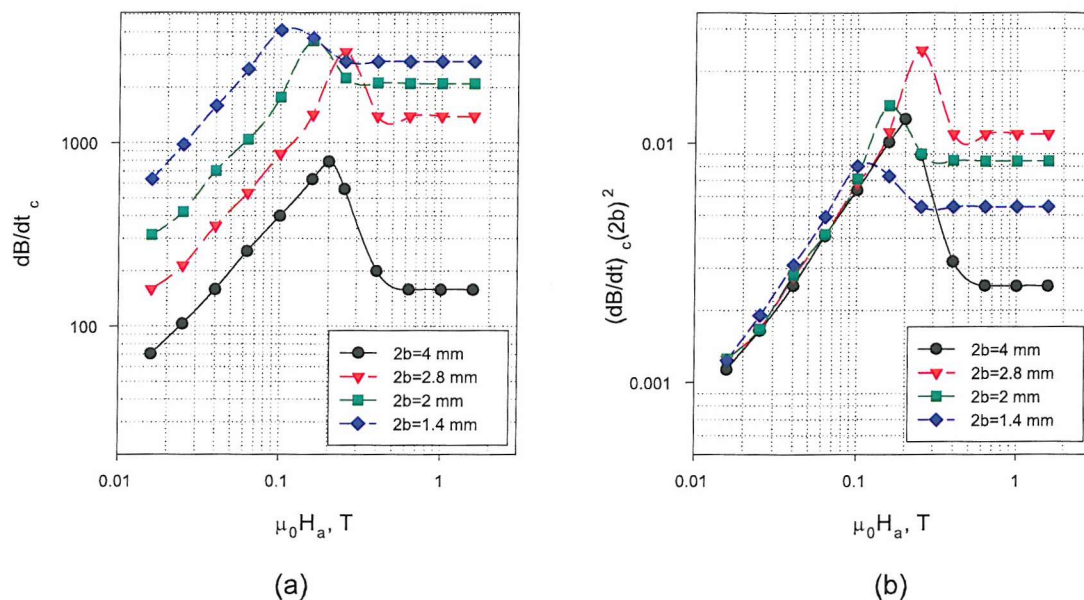 dB/dt c
1000
100
0.01
0.1
1
μ0Ha, T
2b=4 mm
2b=2.8 mm
2b=2 mm
2b=1.4 mm
(a)
(dB/dt) c(2b)²
0.01
0.001
0.01
0.1
1
μ0Ha, T
2b=4 mm
2b=2.8 mm
2b=2 mm
2b=1.4 mm
(b)